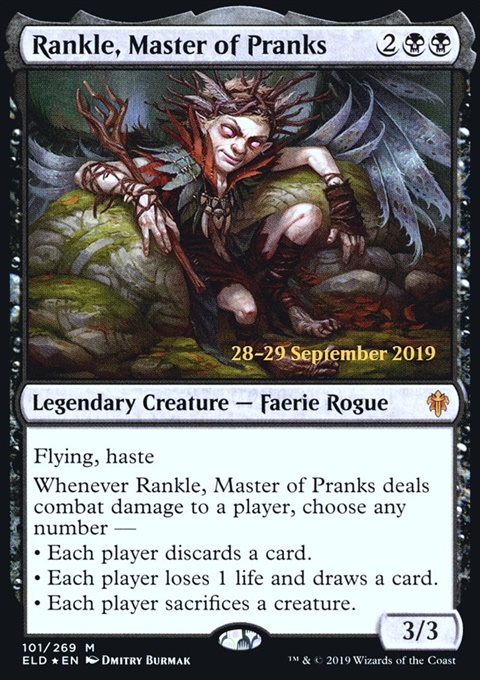 Rankle, Master of Pranks 2
28-29 September 2019
Legendary Creature — Faerie Rogue
Flying, haste
Whenever Rankle, Master of Pranks deals
combat damage to a player, choose any
number —
• Each player discards a card.
• Each player loses 1 life and draws a card.
• Each player sacrifices a creature.
3/3
101/269 M
ELD ★ EN Dmitry Burmak
™ & © 2019 Wizards of the Coast